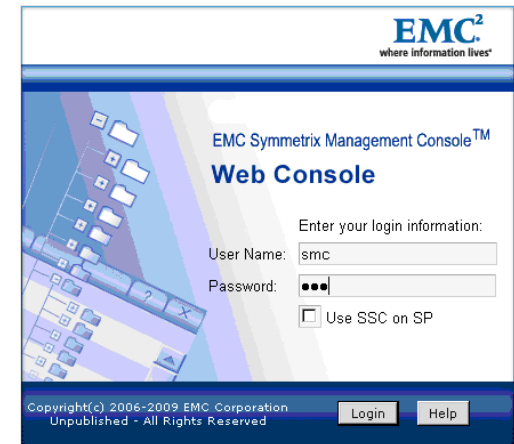 EMC²
where information lives®
EMC Symmetrix Management Console™
Web Console
Enter your login information:
User Name: smc
Password: ●●●
Use SSC on SP
Copyright(c) 2006-2009 EMC Corporation
Unpublished - All Rights Reserved
Login
Help